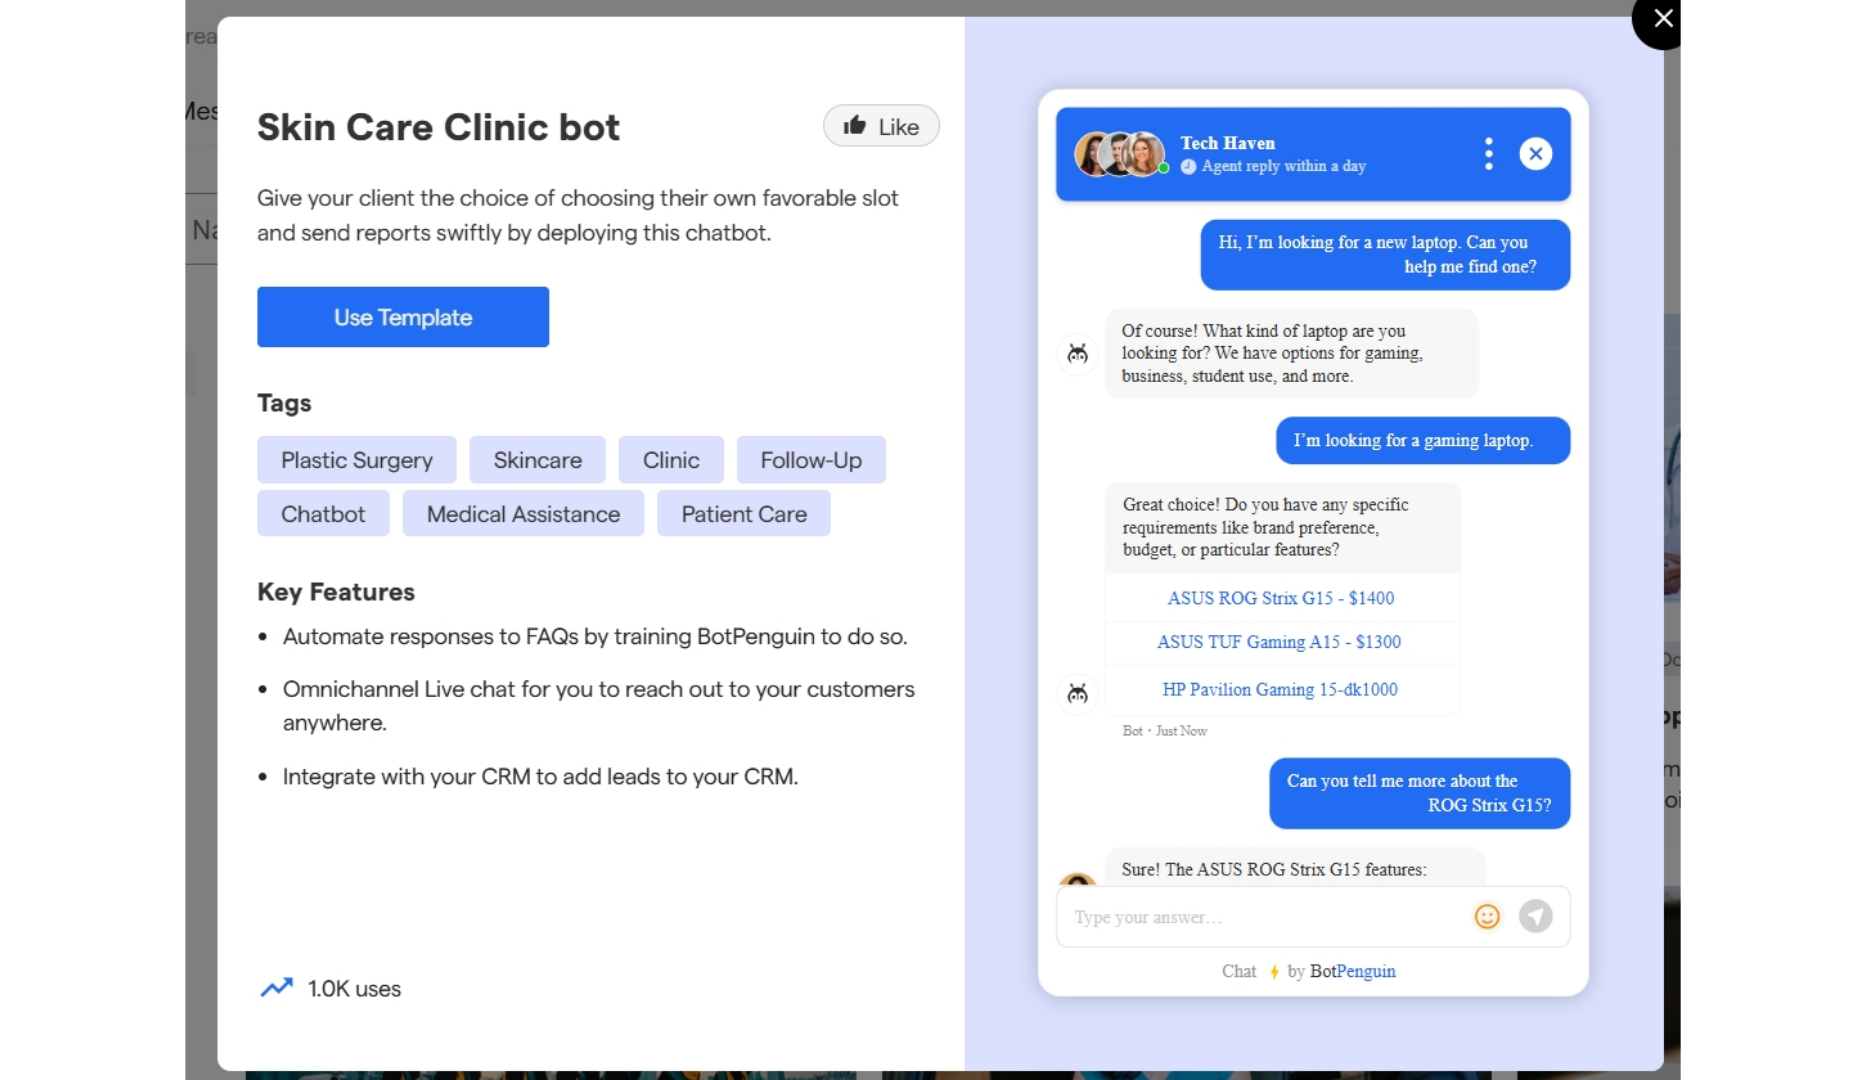 Skin Care Clinic bot
Like
Give your client the choice of choosing their own favorable slot
and send reports swiftly by deploying this chatbot.
Use Template
Tags
Plastic Surgery
Skincare
Clinic
Follow-Up
Chatbot
Medical Assistance
Patient Care
Key Features
• Automate responses to FAQs by training BotPenguin to do so.
• Omnichannel Live chat for you to reach out to your customers
anywhere.
• Integrate with your CRM to add leads to your CRM.
1.0K uses
Tech Haven
Agent reply within a day
Hi, I’m looking for a new laptop. Can you
help me find one?
Of course! What kind of laptop are you
looking for? We have options for gaming,
business, student use, and more.
I’m looking for a gaming laptop.
Great choice! Do you have any specific
requirements like brand preference,
budget, or particular features?
ASUS ROG Strix G15 - $1400
ASUS TUF Gaming A15 - $1300
HP Pavilion Gaming 15-dk1000
Bot · Just Now
Can you tell me more about the
ROG Strix G15?
Sure! The ASUS ROG Strix G15 features:
Type your answer…
Chat by BotPenguin